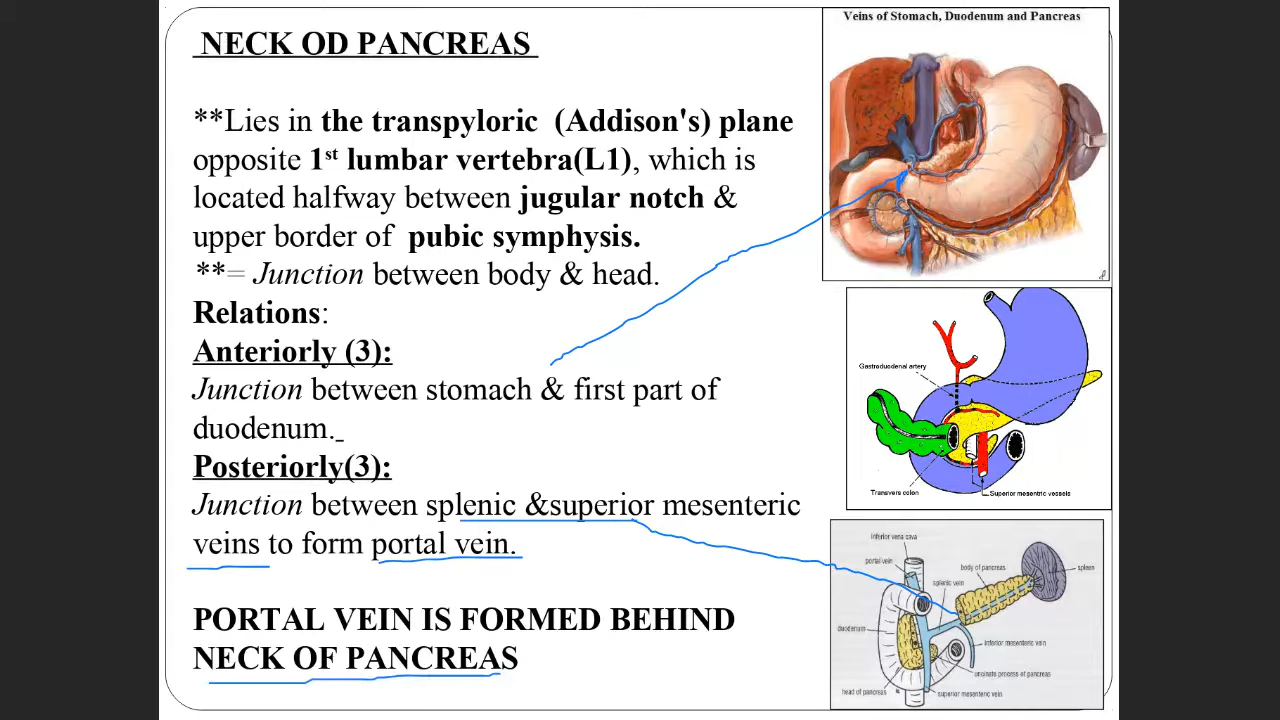 NECK OD PANCREAS
**Lies in the transpyloric (Addison's) plane
opposite 1st lumbar vertebra(L1), which is
located halfway between jugular notch &
upper border of pubic symphysis.
**= Junction between body & head.
Relations:
Anteriorly (3):
Junction between stomach & first part of
duodenum.
Posteriorly(3):
Junction between splenic &superior mesenteric
veins to form portal vein.
PORTAL VEIN IS FORMED BEHIND
NECK OF PANCREAS
Veins of Stomach, Duodenum and Pancreas
Gastroduodenal artery
Transvers colon
Superior mesentric vessels
inferior vena cava
portal vein
splenic vein
body of pancreas
spleen
duodenum
inferior mesenteric vein
uncinate process of pancreas
head of pancreas
superior mesenteric vein